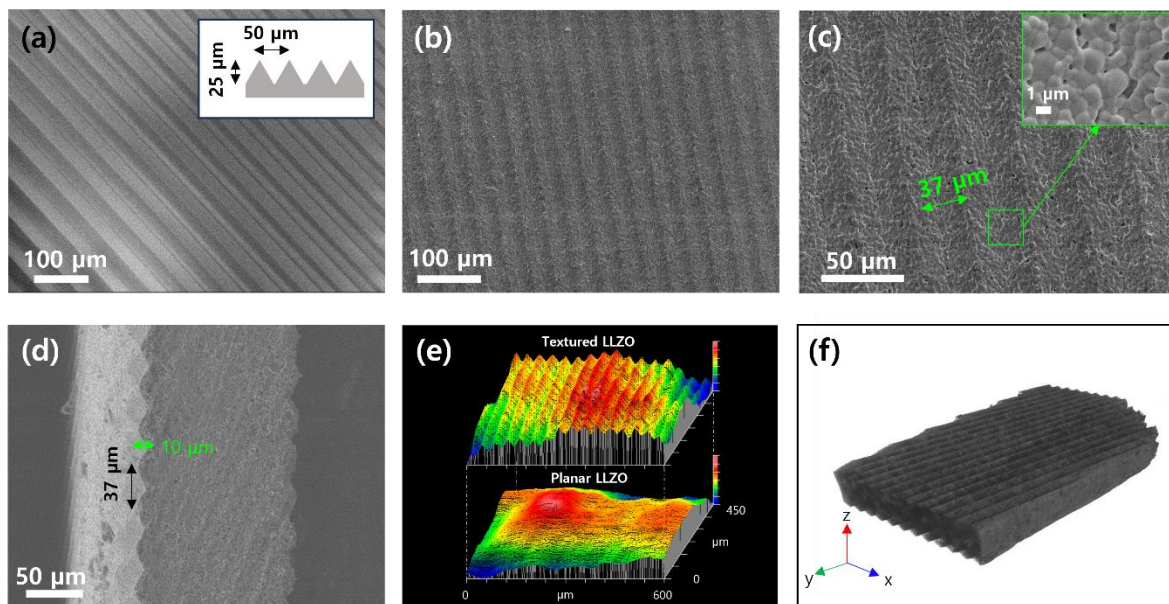 (a)
50 µm
25 µm
100 µm
(b)
100 µm
(c)
1 µm
37 µm
50 µm
(d)
10 µm
37 µm
50 µm
(e)
Textured LLZO
Planar LLZO
450
µm
0
0
µm
600
(f)
z
y
x